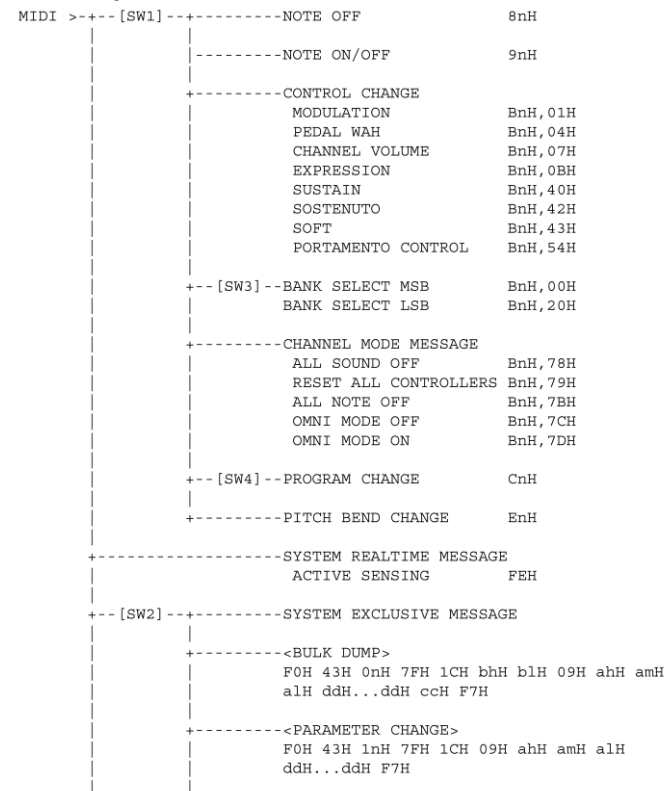 MIDI >-+--[SW1]--+---------NOTE OFF 8nH
|---------NOTE ON/OFF 9nH
+---------CONTROL CHANGE
MODULATION BnH,01H
PEDAL WAH BnH,04H
CHANNEL VOLUME BnH,07H
EXPRESSION BnH,0BH
SUSTAIN BnH,40H
SOSTENUTO BnH,42H
SOFT BnH,43H
PORTAMENTO CONTROL BnH,54H
+--[SW3]--BANK SELECT MSB BnH,00H
BANK SELECT LSB BnH,20H
+---------CHANNEL MODE MESSAGE
ALL SOUND OFF BnH,78H
RESET ALL CONTROLLERS BnH,79H
ALL NOTE OFF BnH,7BH
OMNI MODE OFF BnH,7CH
OMNI MODE ON BnH,7DH
+--[SW4]--PROGRAM CHANGE CnH
+---------PITCH BEND CHANGE EnH
+-------------------SYSTEM REALTIME MESSAGE
ACTIVE SENSING FEH
+--[SW2]--+---------SYSTEM EXCLUSIVE MESSAGE
+---------<BULK DUMP>
F0H 43H 0nH 7FH 1CH bhH blH 09H ahH amH
alH ddH...ddH ccH F7H
+---------<PARAMETER CHANGE>
F0H 43H 1nH 7FH 1CH 09H ahH amH alH
ddH...ddH F7H